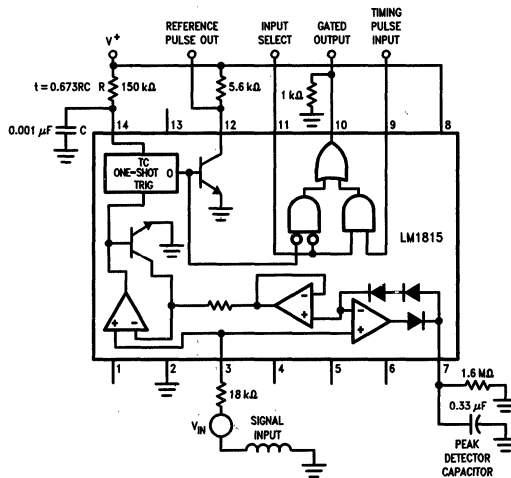 REFERENCE
PULSE OUT
INPUT
SELECT
GATED
OUTPUT
TIMING
PULSE
INPUT
V+
t = 0.673RC R
150 kΩ
5.6 kΩ
1 kΩ
0.001 μF
C
14
13
12
11
10
9
8
TC
ONE-SHOT
TRIG
O
LM1815
+ -
-
+
-
+
1
2
3
4
5
6
7
18 kΩ
VIN
SIGNAL
INPUT
1.6 MΩ
0.33 μF
PEAK
DETECTOR
CAPACITOR